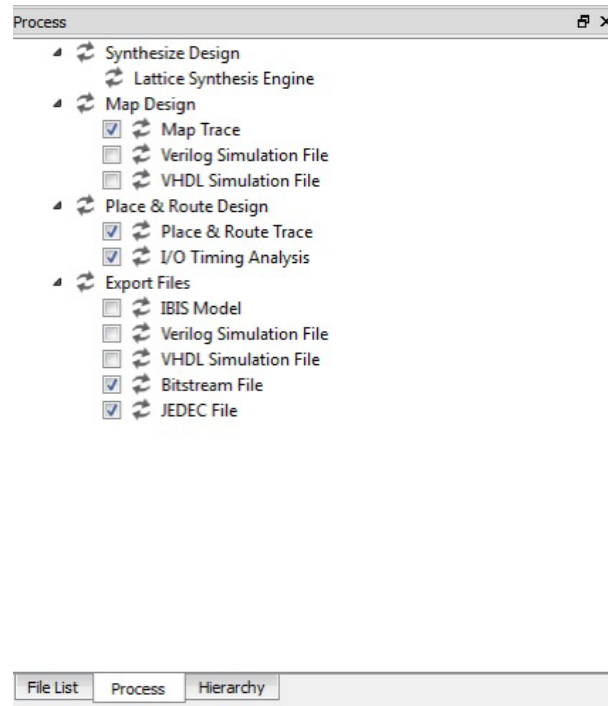 Process
Synthesize Design
Lattice Synthesis Engine
Map Design
Map Trace
Verilog Simulation File
VHDL Simulation File
Place & Route Design
Place & Route Trace
I/O Timing Analysis
Export Files
IBIS Model
Verilog Simulation File
VHDL Simulation File
Bitstream File
JEDEC File
File List Process Hierarchy